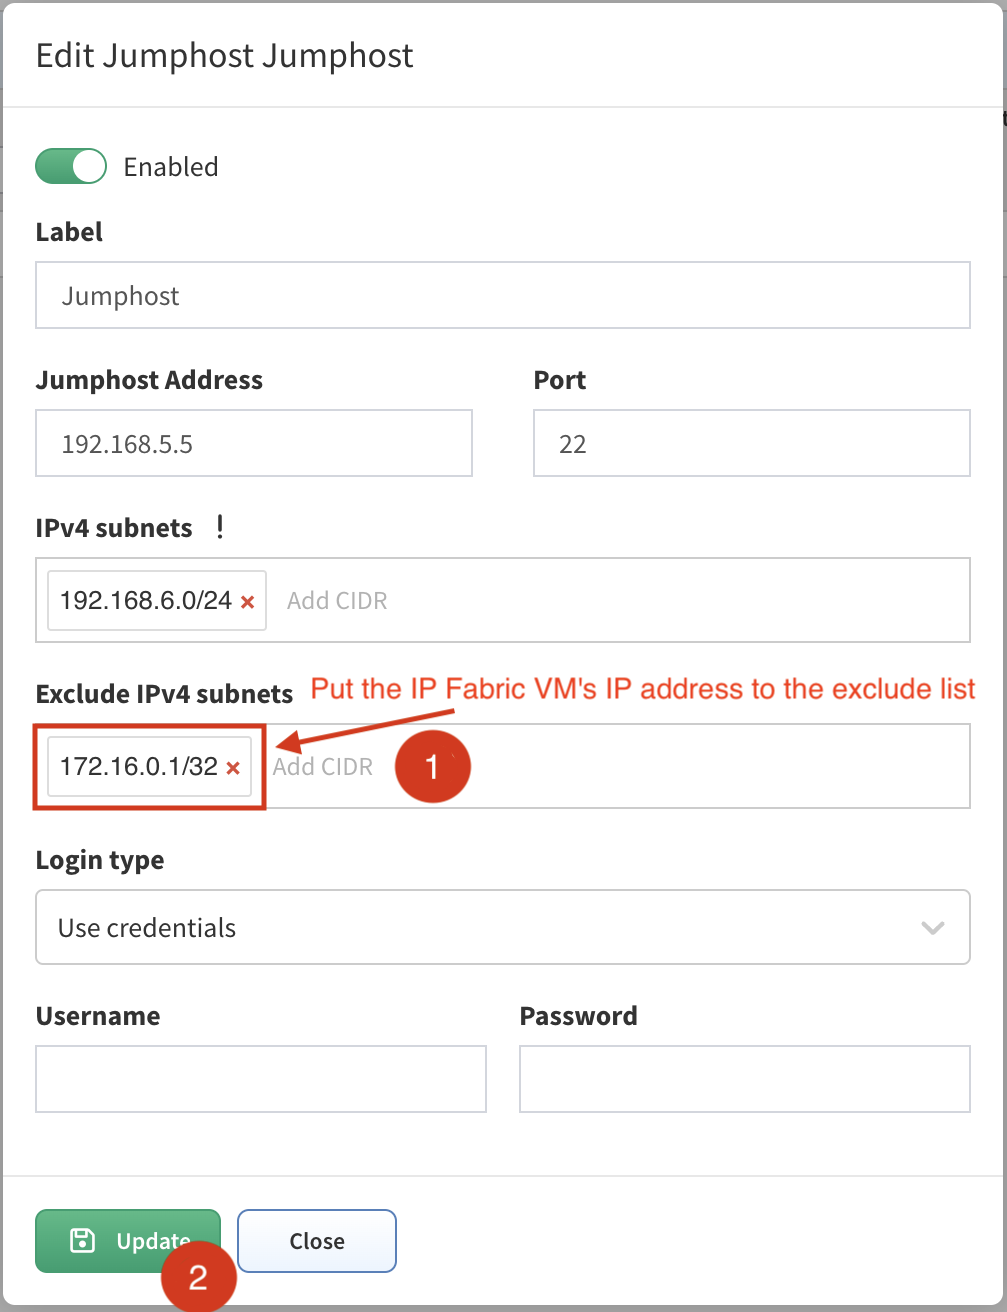 Edit Jumphost Jumphost
Enabled
Label
Jumphost
Jumphost Address Port
192.168.5.5 22
IPv4 subnets !
192.168.6.0/24 × Add CIDR
Exclude IPv4 subnets Put the IP Fabric VM's IP address to the exclude list
172.16.0.1/32 × Add CIDR 1
Login type
Use credentials
Username Password
Update Close
2